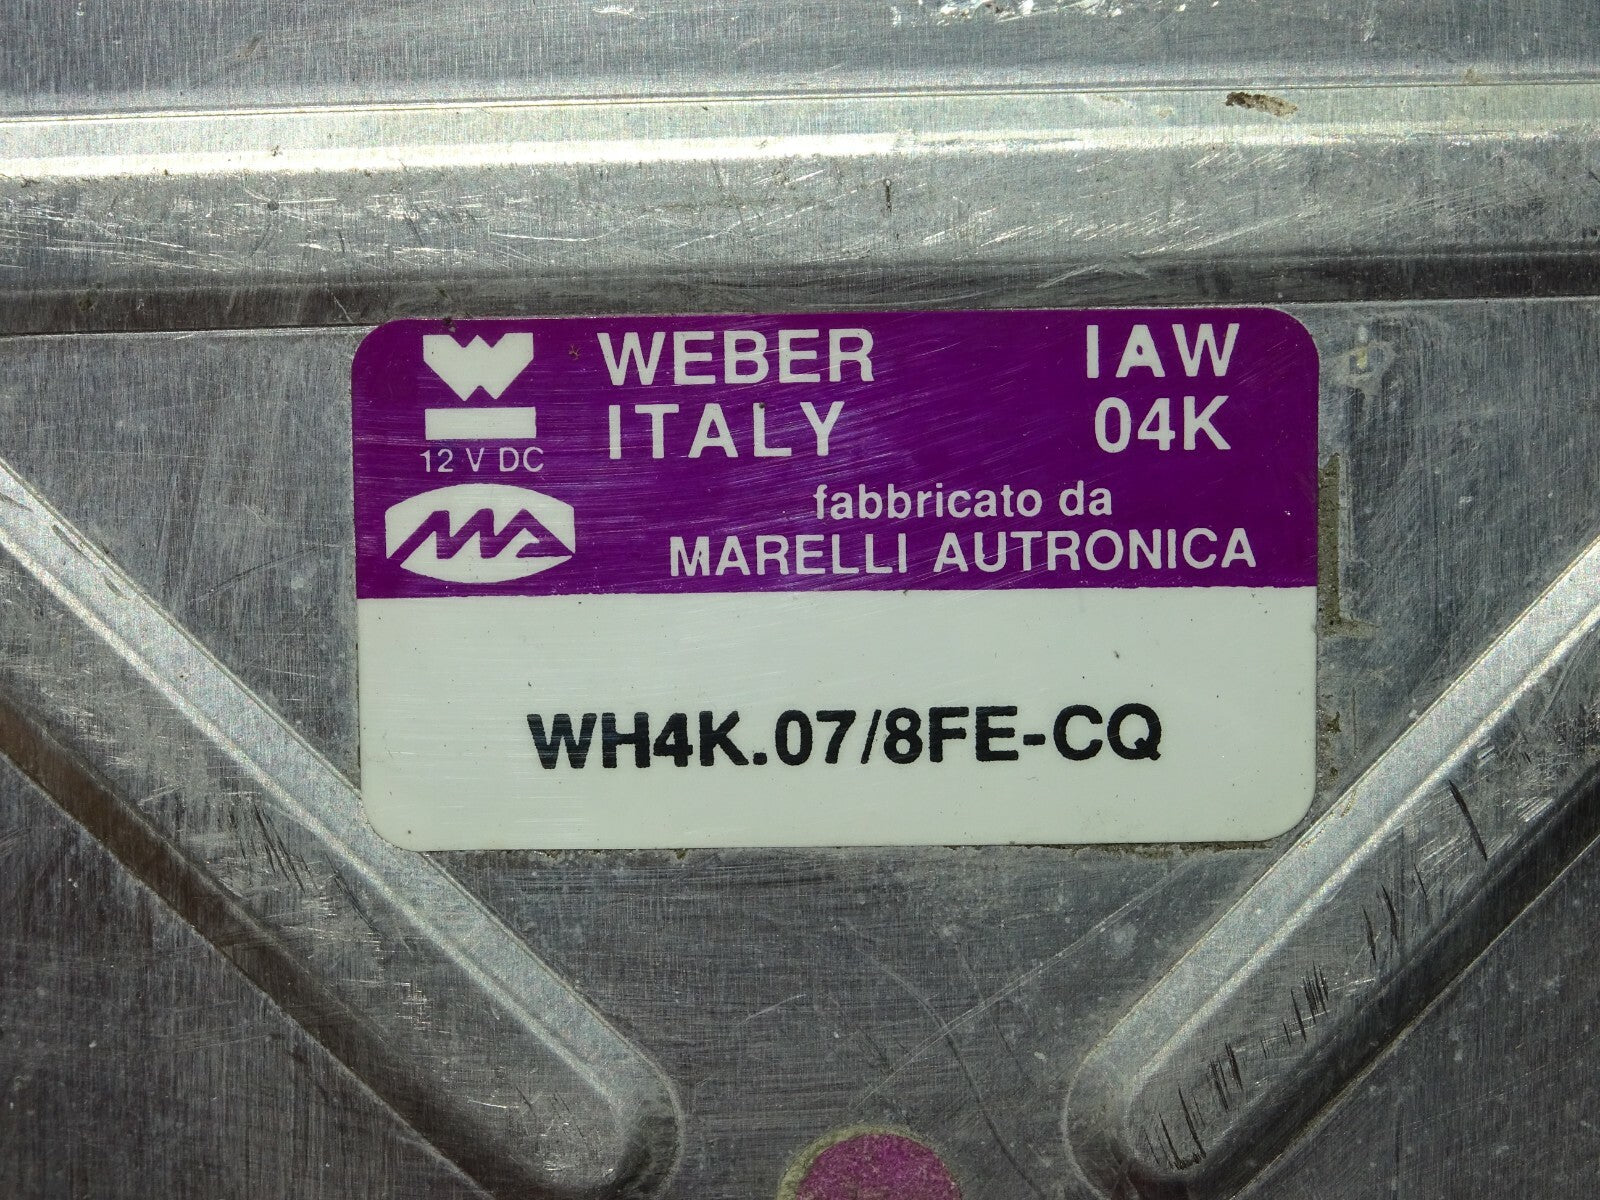 WEBER IAW
ITALY 04K
12 V DC
fabbricato da
MARELLI AUTRONICA
WH4K.07/8FE-CQ